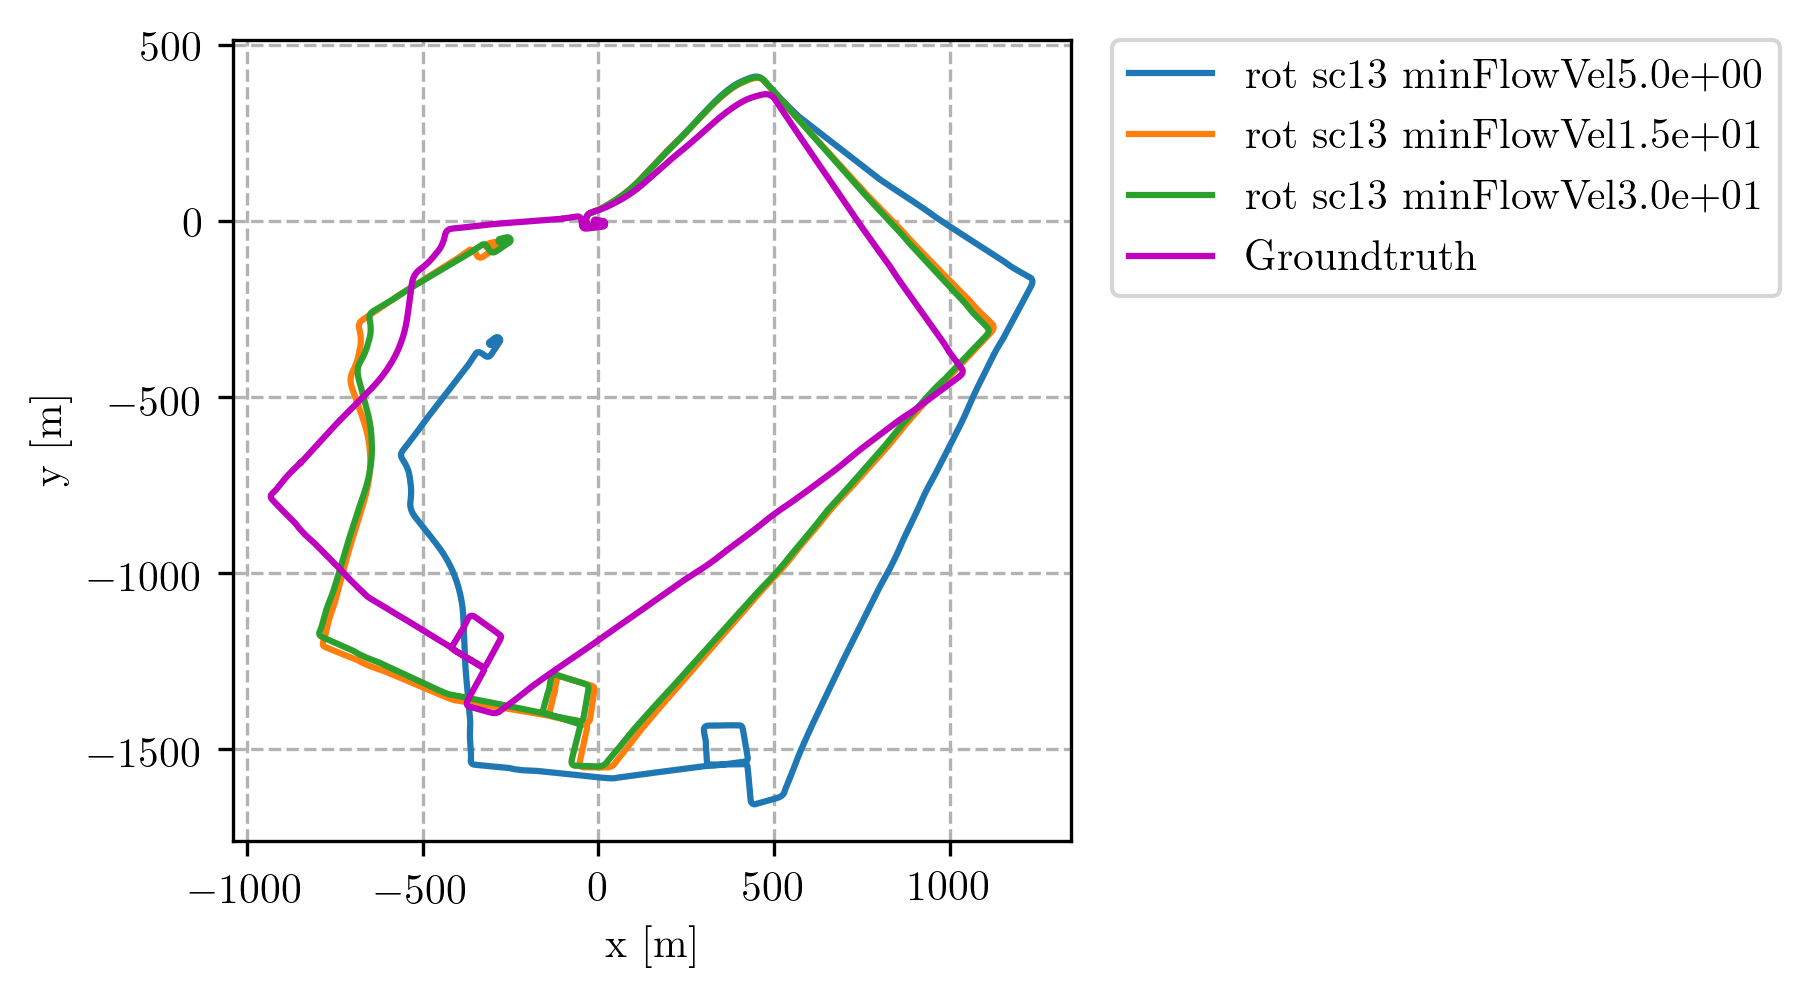 500
0
−500
−1000
−1500
y [m]
−1000
−500
0
500
1000
x [m]
rot sc13 minFlowVel5.0e+00
rot sc13 minFlowVel1.5e+01
rot sc13 minFlowVel3.0e+01
Groundtruth